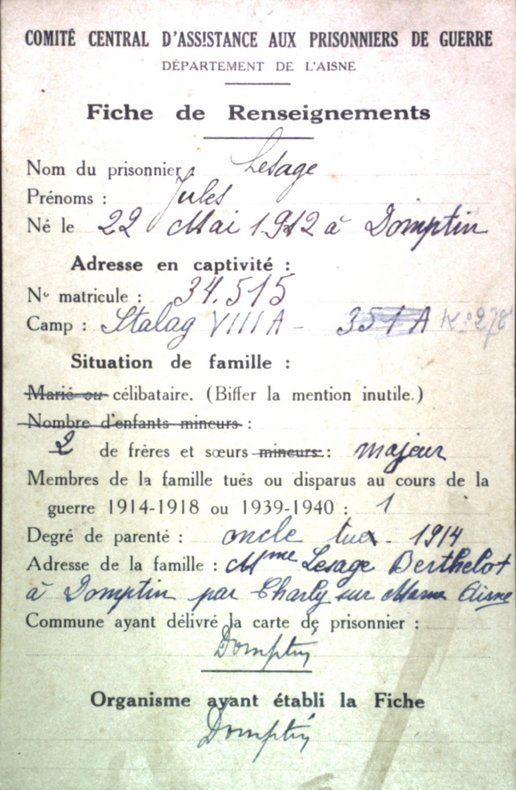 COMITÉ CENTRAL D'ASSISTANCE AUX PRISONNIERS DE GUERRE
DÉPARTEMENT DE L'AISNE
Fiche de Renseignements
Nom du prisonnier : Lesage
Prénoms : Jules
Né le 22 Mai 1912 à Domptin
Adresse en captivité :
No matricule : 34.515
Camp : Stalag VIII A - 351 A Ko 278
Situation de famille :
Marié ou célibataire. (Biffer la mention inutile.)
Nombre d'enfants mineurs :
2 de frères et sœurs mineurs : majeur
Membres de la famille tués ou disparus au cours de la
guerre 1914-1918 ou 1939-1940 : 1
Degré de parenté : oncle tué - 1914
Adresse de la famille : Mme Lesage Berthelot
à Domptin par Charly sur Marne Aisne
Commune ayant délivré la carte de prisonnier :
Domptin
Organisme ayant établi la Fiche
Domptin